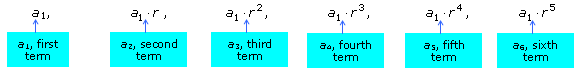 a₁, a₁·r, a₁·r², a₁·r³, a₁·r⁴, a₁·r⁵
a₁, first term
a₂, second term
a₃, third term
a₄, fourth term
a₅, fifth term
a₆, sixth term